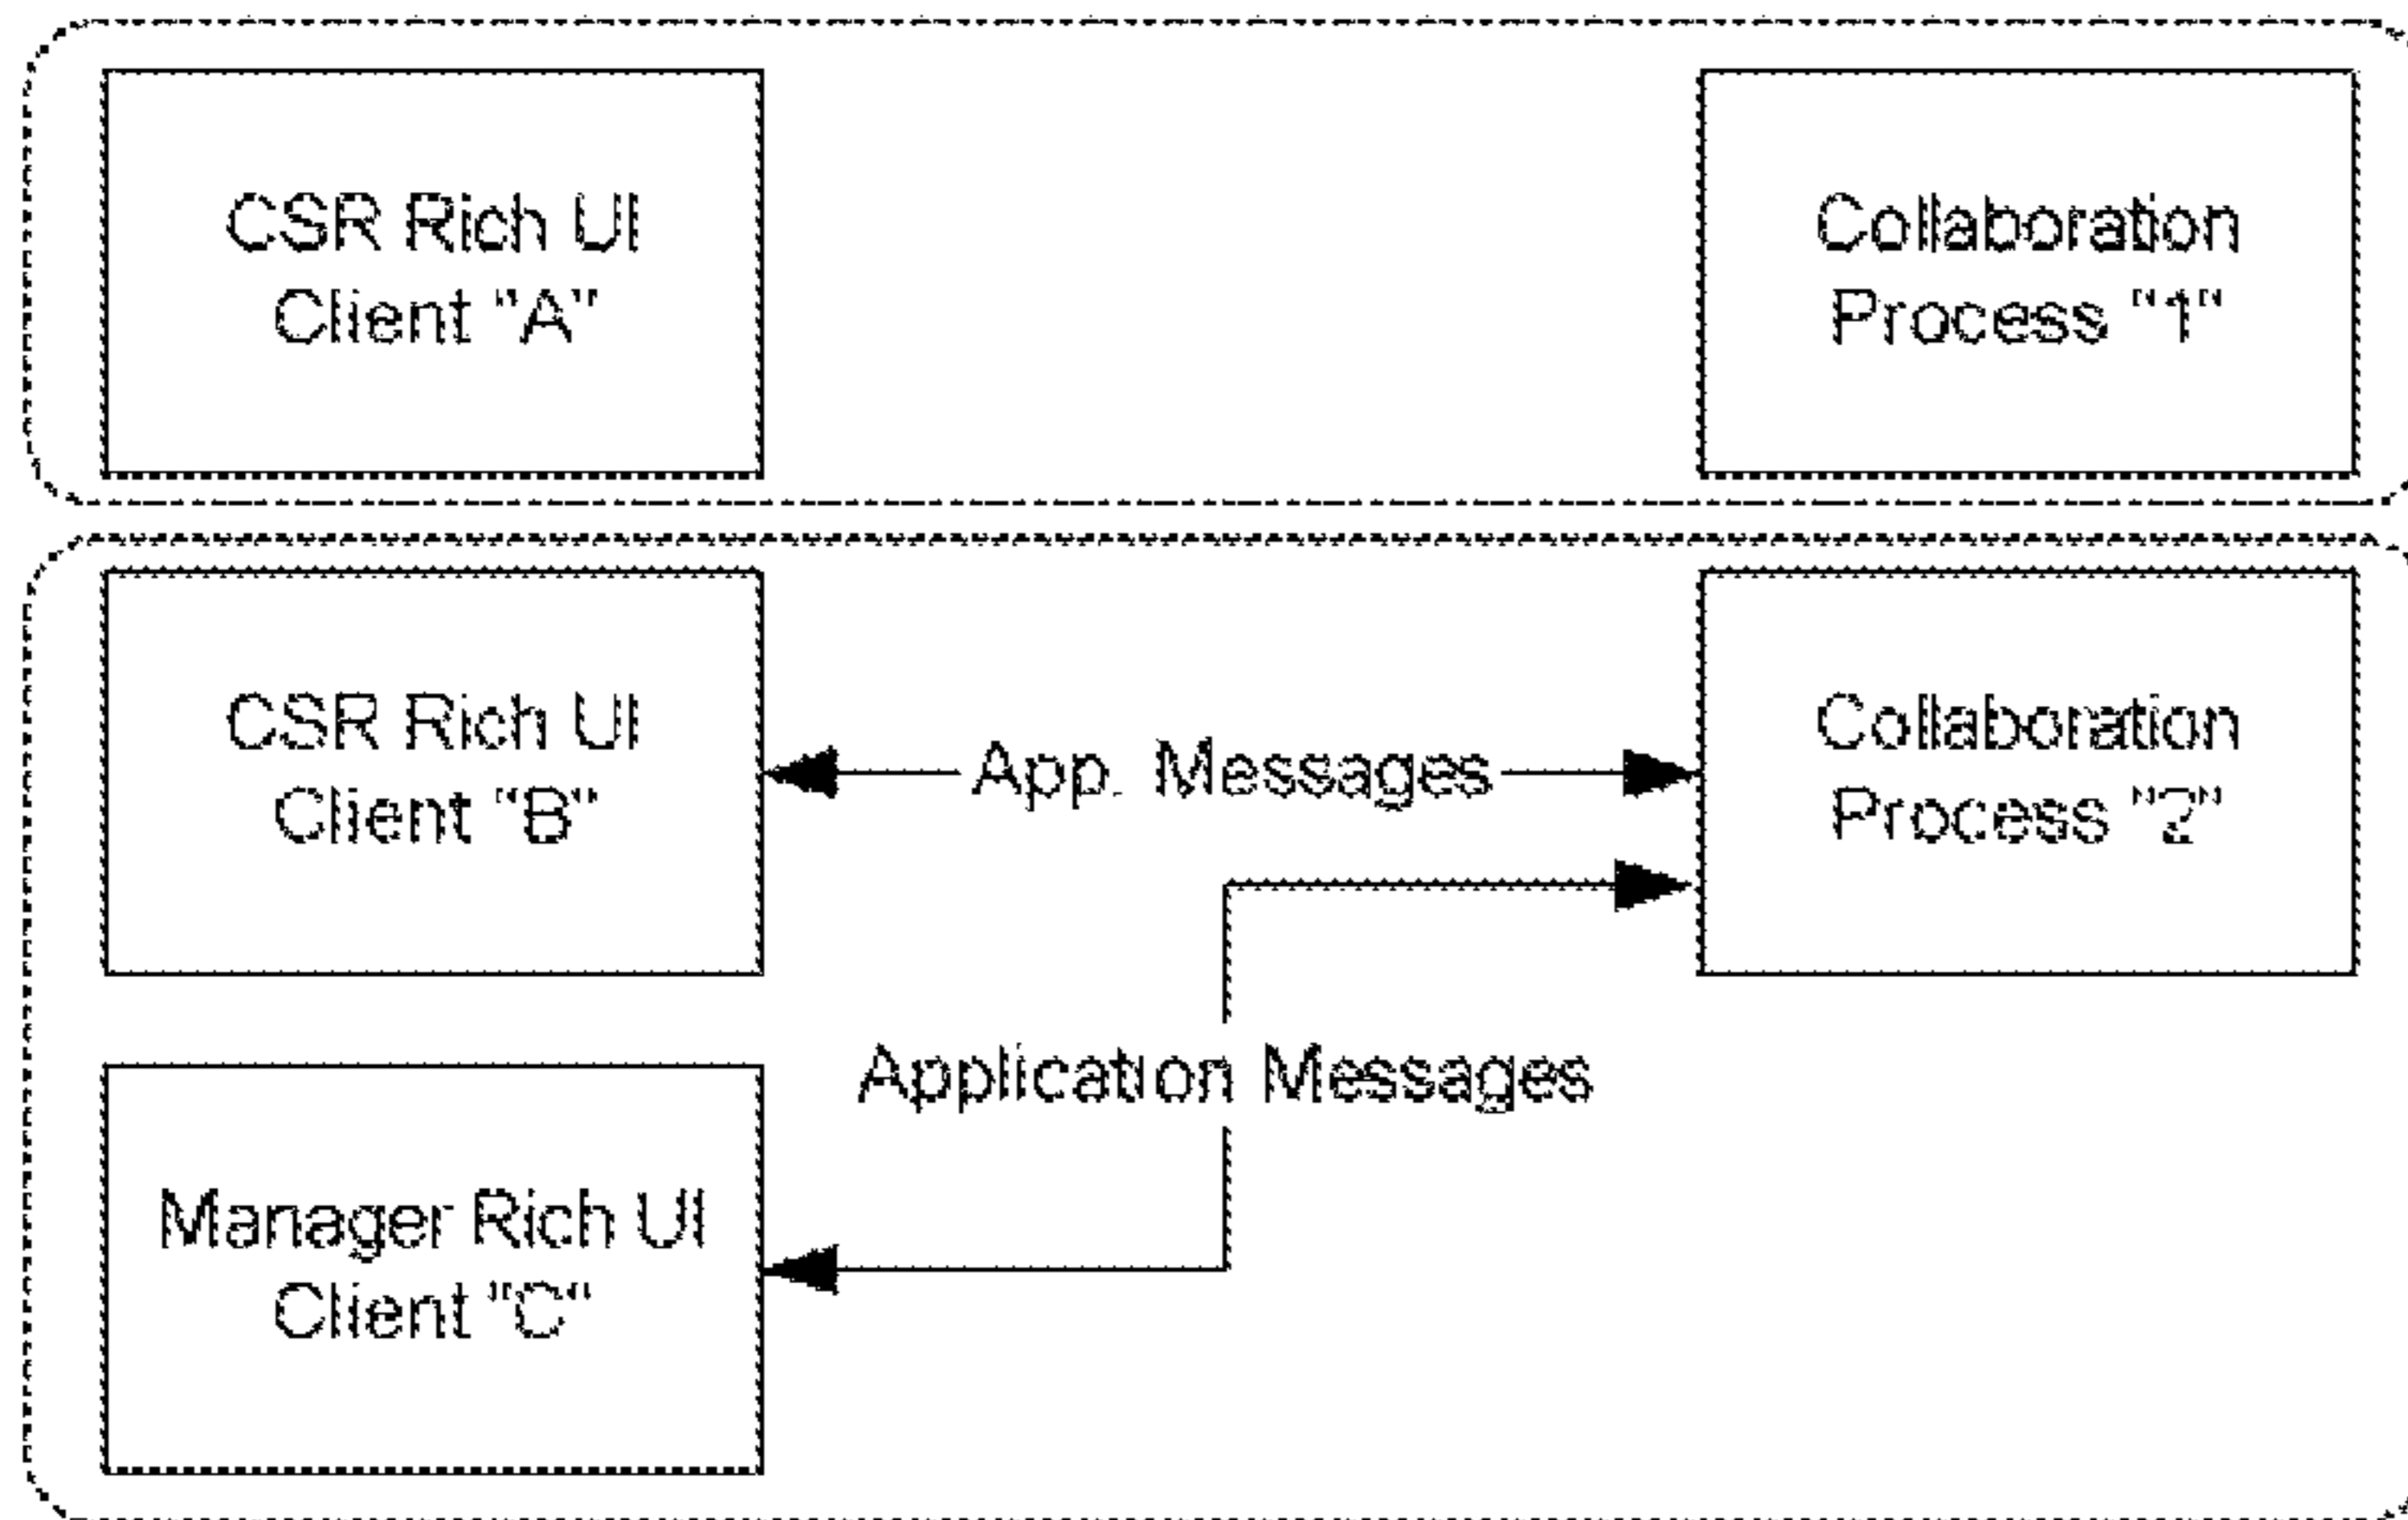 CSR Rich UI
Client "A"
Collaboration
Process "1"
CSR Rich UI
Client "B"
App. Messages
Collaboration
Process "2"
Application Messages
Manager Rich UI
Client "C"